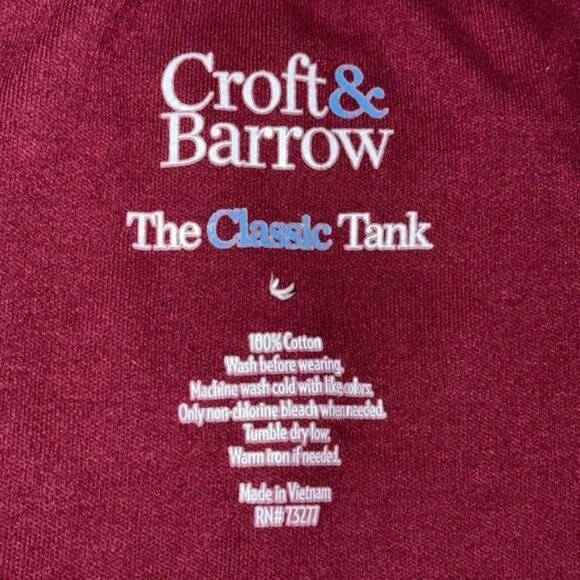 Croft&
Barrow
The Classic Tank
100% Cotton
Wash before wearing.
Machine wash cold with like colors.
Only non-chlorine bleach when needed.
Tumble dry low.
Warm iron if needed.
Made in Vietnam
RN# 73277